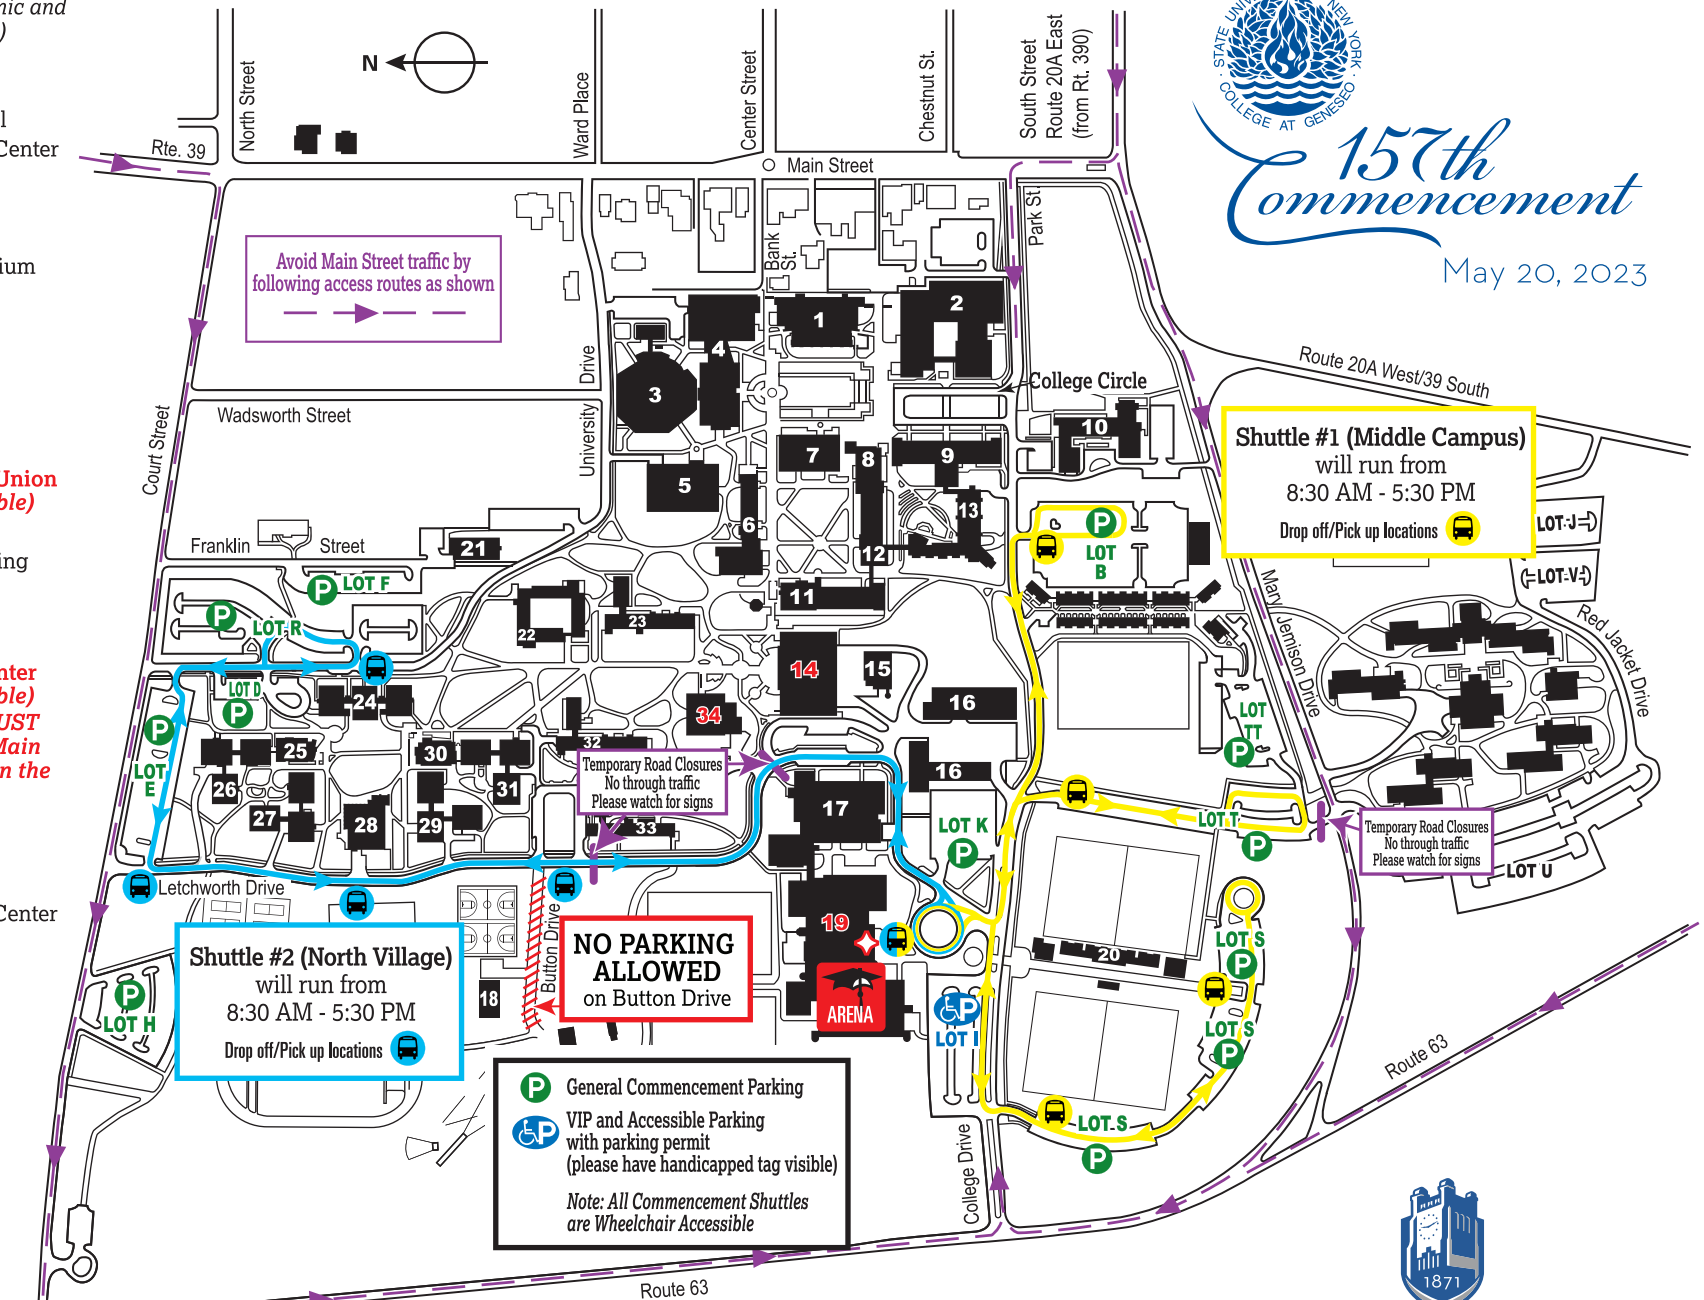 nic and
)
l
Center
ium
Union
ble)
ing
nter
ble)
UST
Main
n the
Center
N
North Street
Rte. 39
Ward Place
Center Street
Chestnut St.
South Street
Route 20A East
(from Rt. 390)
Main Street
Bank
St.
Park St.
STATE UNIV
NEW YORK
COLLEGE AT GENESEO
157th
Commencement
May 20, 2023
Avoid Main Street traffic by
following access routes as shown
Court Street
Wadsworth Street
University
Drive
Franklin
Street
College Circle
Route 20A West/39 South
Shuttle #1 (Middle Campus)
will run from
8:30 AM - 5:30 PM
Drop off/Pick up locations
LOT J
LOT V
Red Jacket Drive
Mary Jemison Drive
1
2
3
4
5
6
7
8
9
10
11
12
13
14
15
16
16
17
18
19
20
21
22
23
24
25
26
27
28
29
30
31
32
33
34
P
LOT F
P
LOT R
LOT D
P
P
LOT
E
P
LOT
B
LOT
TT
P
LOT T
P
LOT K
P
LOT U
LOT S
P
LOT S
P
LOT S
P
P
LOT I
P
LOT H
Temporary Road Closures
No through traffic
Please watch for signs
Temporary Road Closures
No through traffic
Please watch for signs
Letchworth Drive
Button Drive
NO PARKING
ALLOWED
on Button Drive
ARENA
Shuttle #2 (North Village)
will run from
8:30 AM - 5:30 PM
Drop off/Pick up locations
P
General Commencement Parking
P
VIP and Accessible Parking
with parking permit
(please have handicapped tag visible)
Note: All Commencement Shuttles
are Wheelchair Accessible
College Drive
Route 63
Route 63
1871